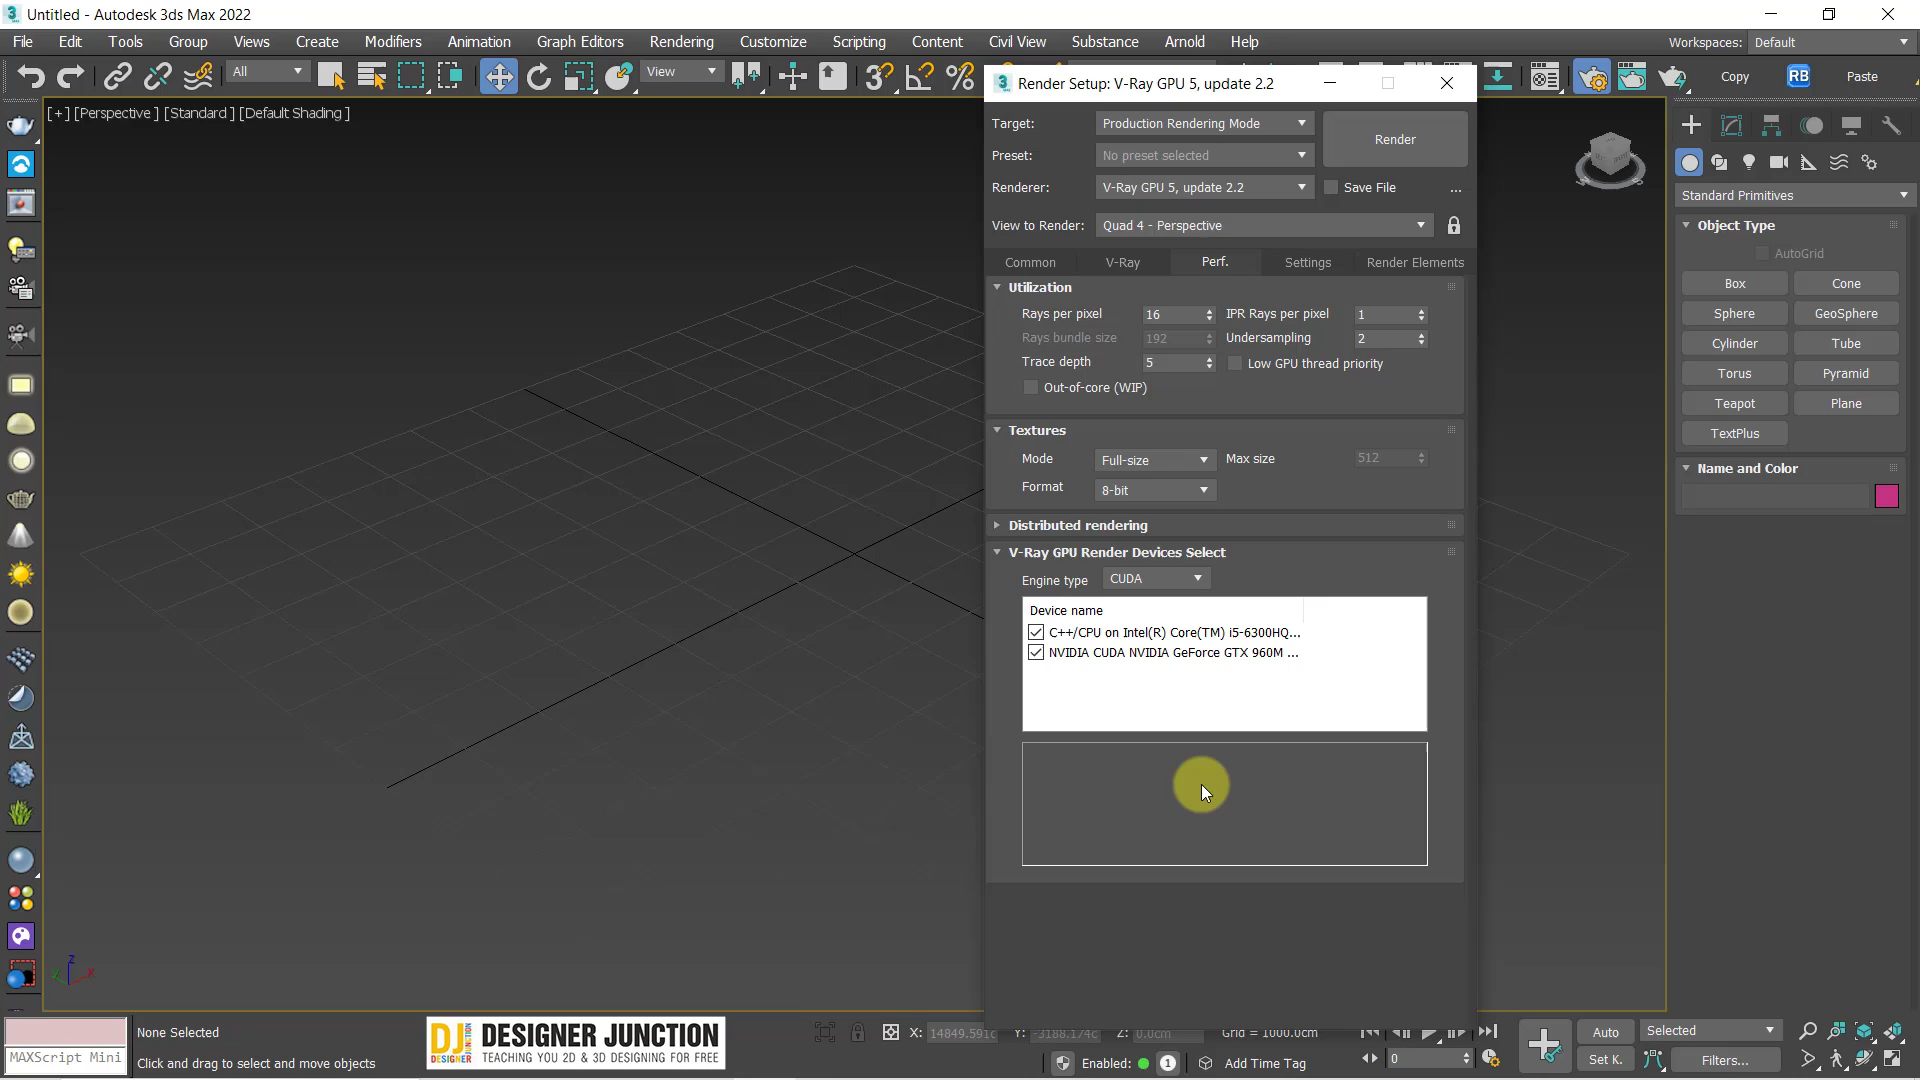 Untitled - Autodesk 3ds Max 2022
File Edit Tools Group Views Create Modifiers Animation Graph Editors Rendering Customize Scripting Content Civil View Substance Arnold Help Workspaces: Default
All View Copy RB Paste
[+] [Perspective ] [Standard ] [Default Shading ]
Render Setup: V-Ray GPU 5, update 2.2
Target: Production Rendering Mode
Render
Preset: No preset selected
Renderer: V-Ray GPU 5, update 2.2 Save File ...
View to Render: Quad 4 - Perspective
Common V-Ray Perf. Settings Render Elements
Utilization
Rays per pixel 16 IPR Rays per pixel 1
Rays bundle size 192 Undersampling 2
Trace depth 5 Low GPU thread priority
Out-of-core (WIP)
Textures
Mode Full-size Max size 512
Format 8-bit
Distributed rendering
V-Ray GPU Render Devices Select
Engine type CUDA
Device name
C++/CPU on Intel(R) Core(TM) i5-6300HQ...
NVIDIA CUDA NVIDIA GeForce GTX 960M ...
Standard Primitives
Object Type
AutoGrid
Box Cone
Sphere GeoSphere
Cylinder Tube
Torus Pyramid
Teapot Plane
TextPlus
Name and Color
z
x
MAXScript Mini
None Selected
Click and drag to select and move objects
DJ DESIGNER JUNCTION
TEACHING YOU 2D & 3D DESIGNING FOR FREE
X: 14849.591c Y: -3188.174c Z: 0.0cm Grid = 1000.0cm
Enabled: 1 Add Time Tag
0
Auto Selected
Set K. Filters...